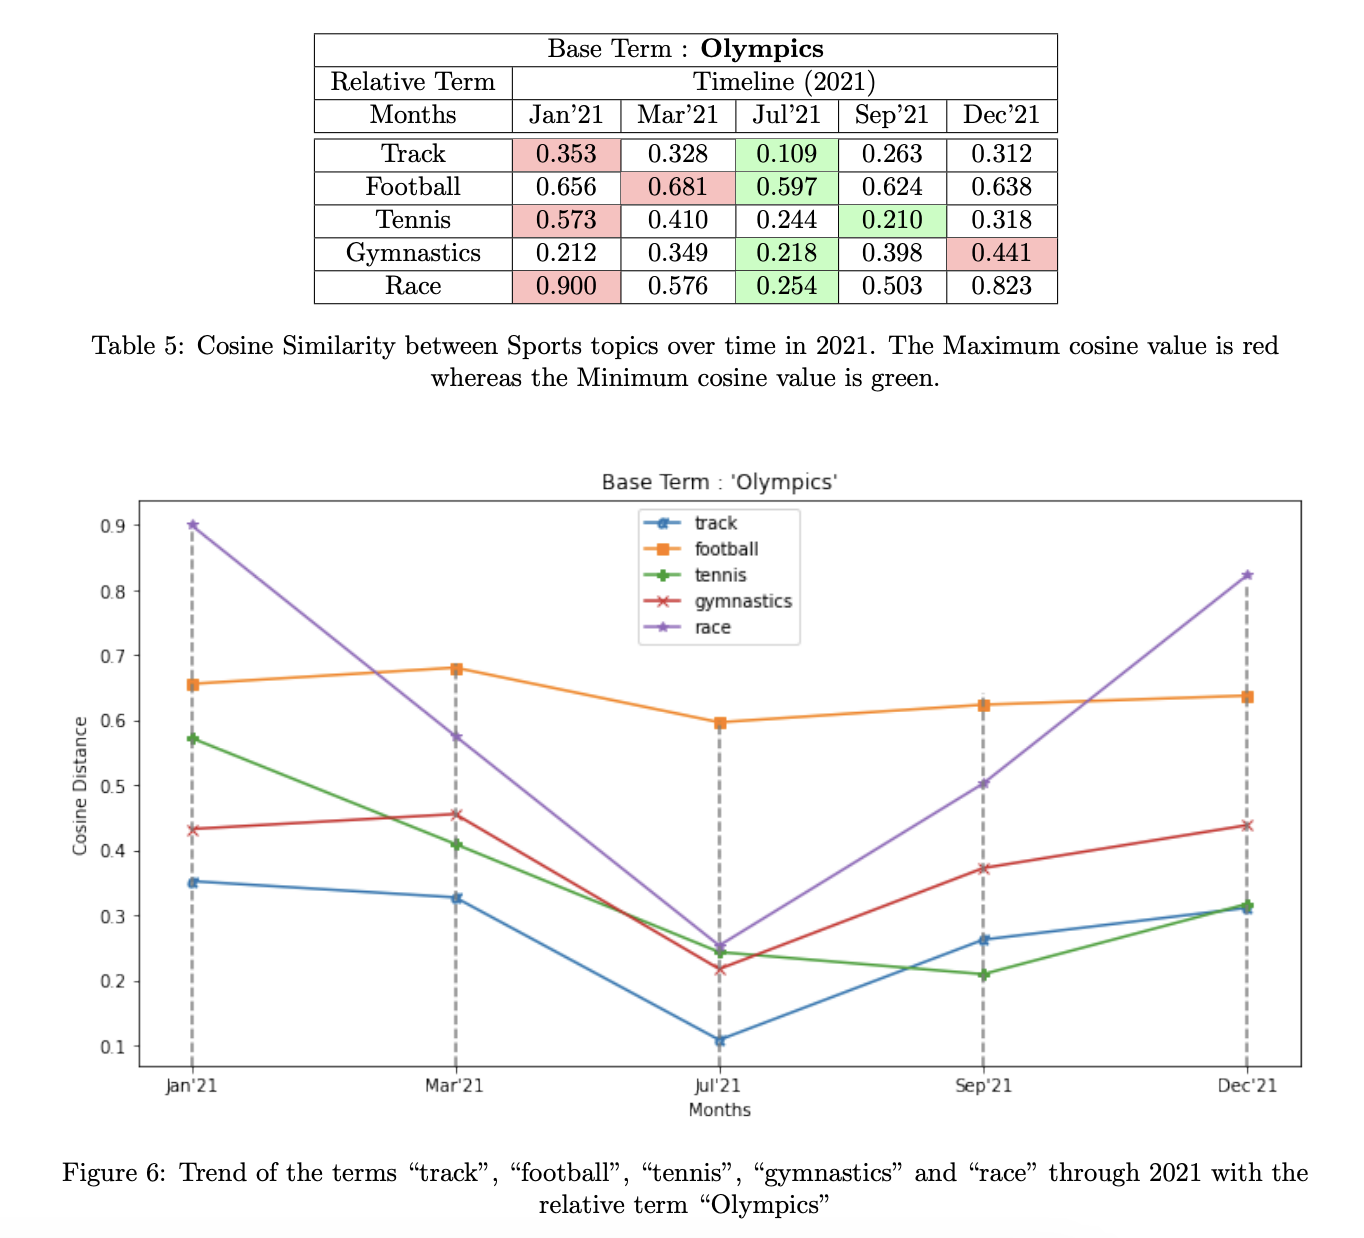 Base Term : Olympics
Relative Term Timeline (2021)
Months Jan’21 Mar’21 Jul’21 Sep’21 Dec’21
Track 0.353 0.328 0.109 0.263 0.312
Football 0.656 0.681 0.597 0.624 0.638
Tennis 0.573 0.410 0.244 0.210 0.318
Gymnastics 0.212 0.349 0.218 0.398 0.441
Race 0.900 0.576 0.254 0.503 0.823
Table 5: Cosine Similarity between Sports topics over time in 2021. The Maximum cosine value is red
whereas the Minimum cosine value is green.
Base Term : 'Olympics'
track
football
tennis
gymnastics
race
Cosine Distance
0.9
0.8
0.7
0.6
0.5
0.4
0.3
0.2
0.1
Jan'21 Mar'21 Jul'21 Sep'21 Dec'21
Months
Figure 6: Trend of the terms “track”, “football”, “tennis”, “gymnastics” and “race” through 2021 with the
relative term “Olympics”